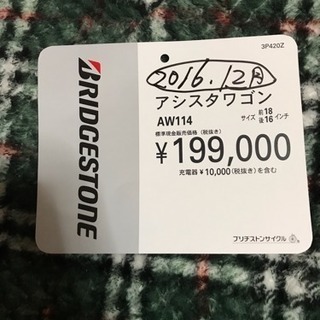 3P420Z
BRIDGESTONE
2016.12月
アシスタワゴン
AW114 サイズ 前18 後16 インチ
標準現金販売価格(税抜き)
¥199,000
充電器¥10,000(税抜き)を含む
ブリヂストンサイクル